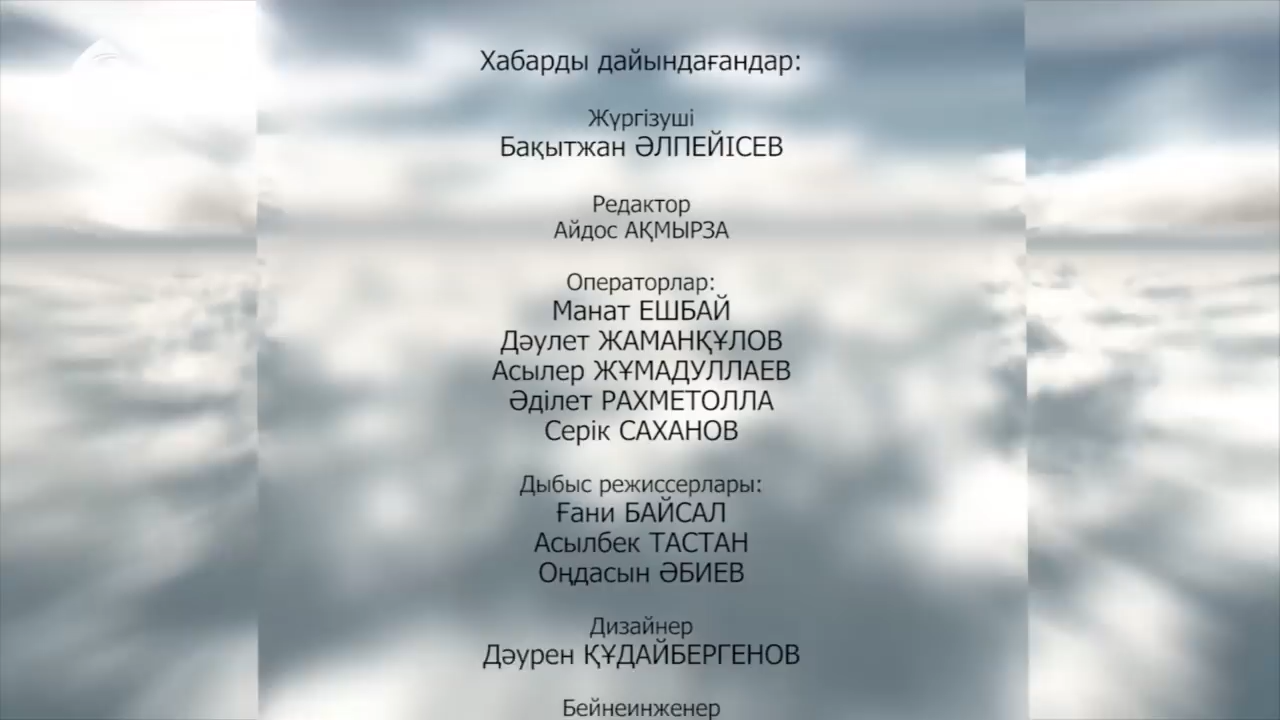 Хабарды дайындағандар:
Жүргізуші
Бақытжан ӘЛПЕЙІСЕВ
Редактор
Айдос АҚМЫРЗА
Операторлар:
Манат ЕШБАЙ
Дәулет ЖАМАНҚҰЛОВ
Асылер ЖҰМАДУЛЛАЕВ
Әділет РАХМЕТОЛЛА
Серік САХАНОВ
Дыбыс режиссерлары:
Ғани БАЙСАЛ
Асылбек ТАСТАН
Оңдасын ӘБИЕВ
Дизайнер
Дәурен ҚҰДАЙБЕРГЕНОВ
Бейнеинженер